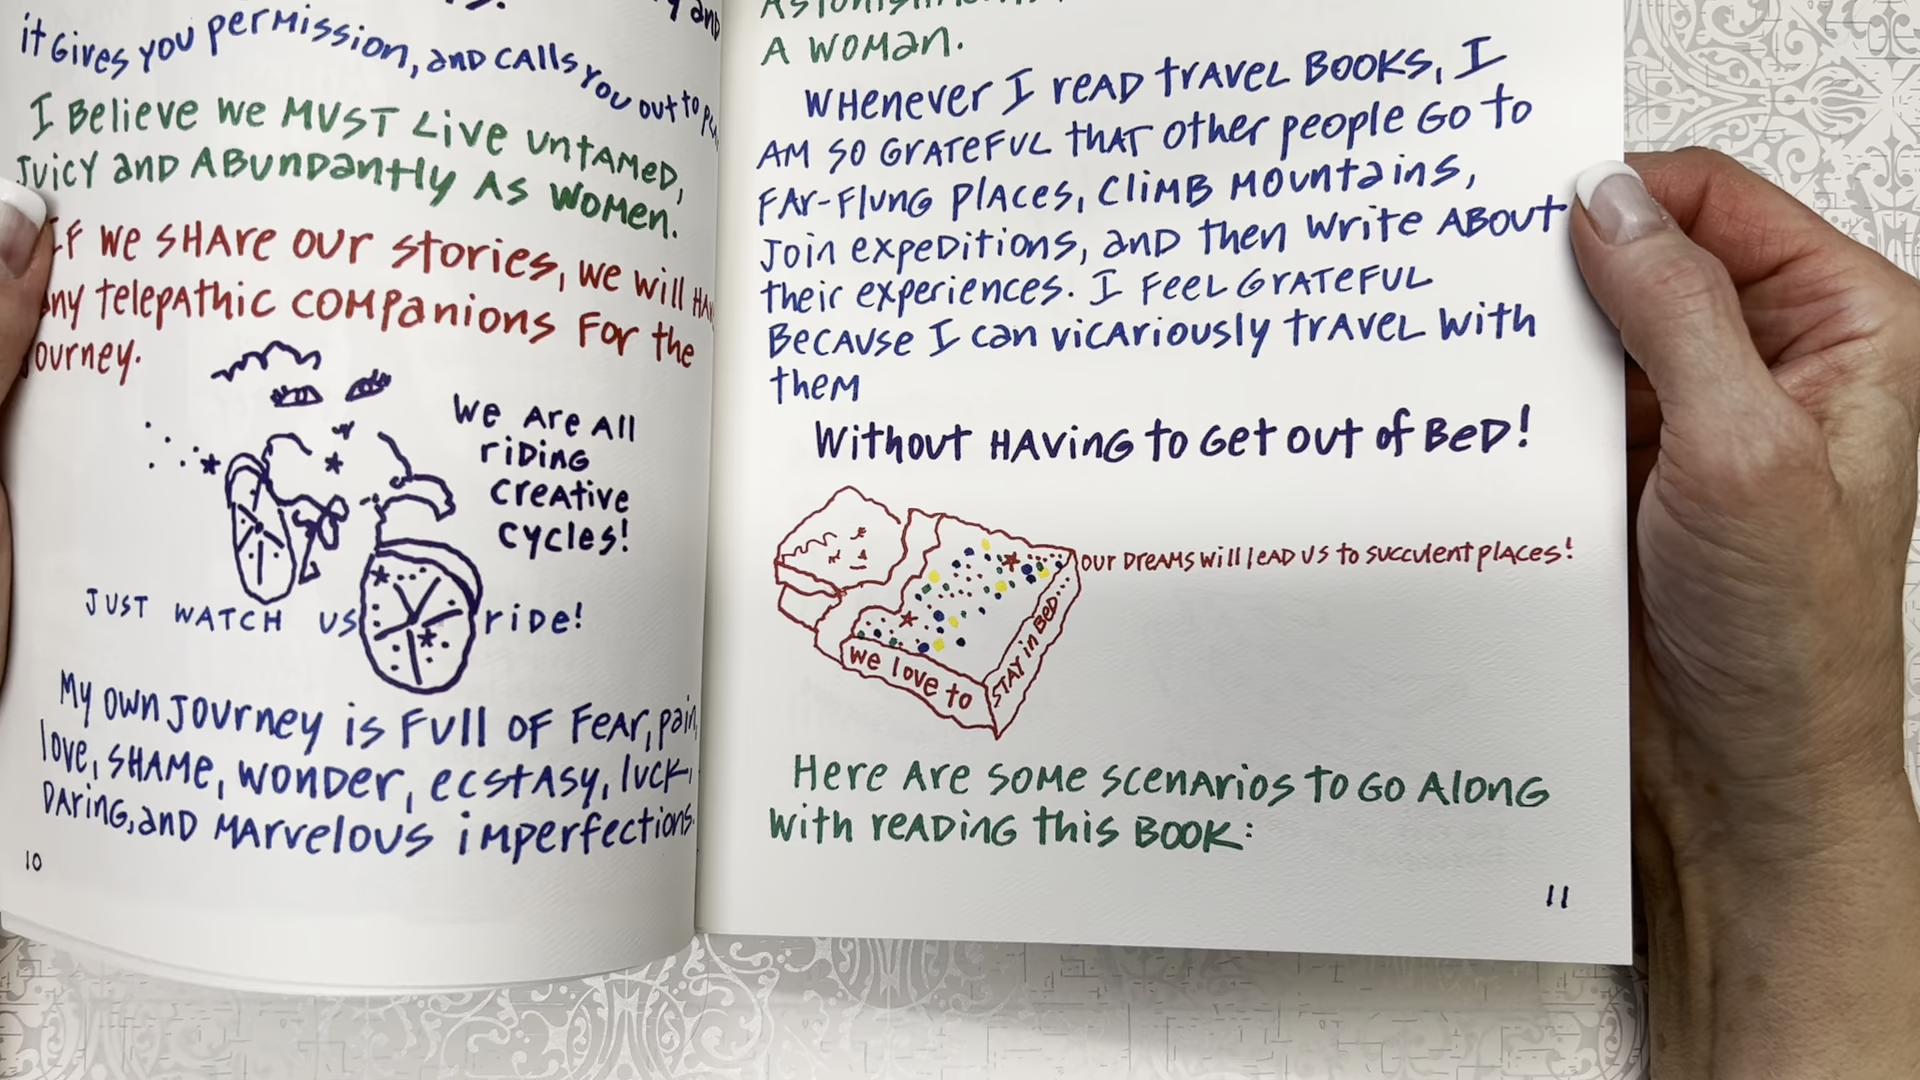 it Gives you permission, and calls you out to
I Believe we MUST Live untamed,
Juicy and Abundantly As Women.
If we share our stories, we will
telepathic companions for the
journey.
We Are All
riding
creative
cycles!
JUST WATCH US ride!
My own journey is full of fear, pain,
love, shame, wonder, ecstasy, luck,
Daring, and marvelous imperfections.
10
A WOMAN.
Whenever I read travel Books, I
am so grateful that other people go to
far-flung places, climb mountains,
join expeditions, and then write about
their experiences. I feel grateful
Because I can vicariously travel with
them
Without Having to Get out of Bed!
our dreams will lead us to succulent places!
We love to
STAY in Bed...
Here are some scenarios to go along
with reading this Book:
11